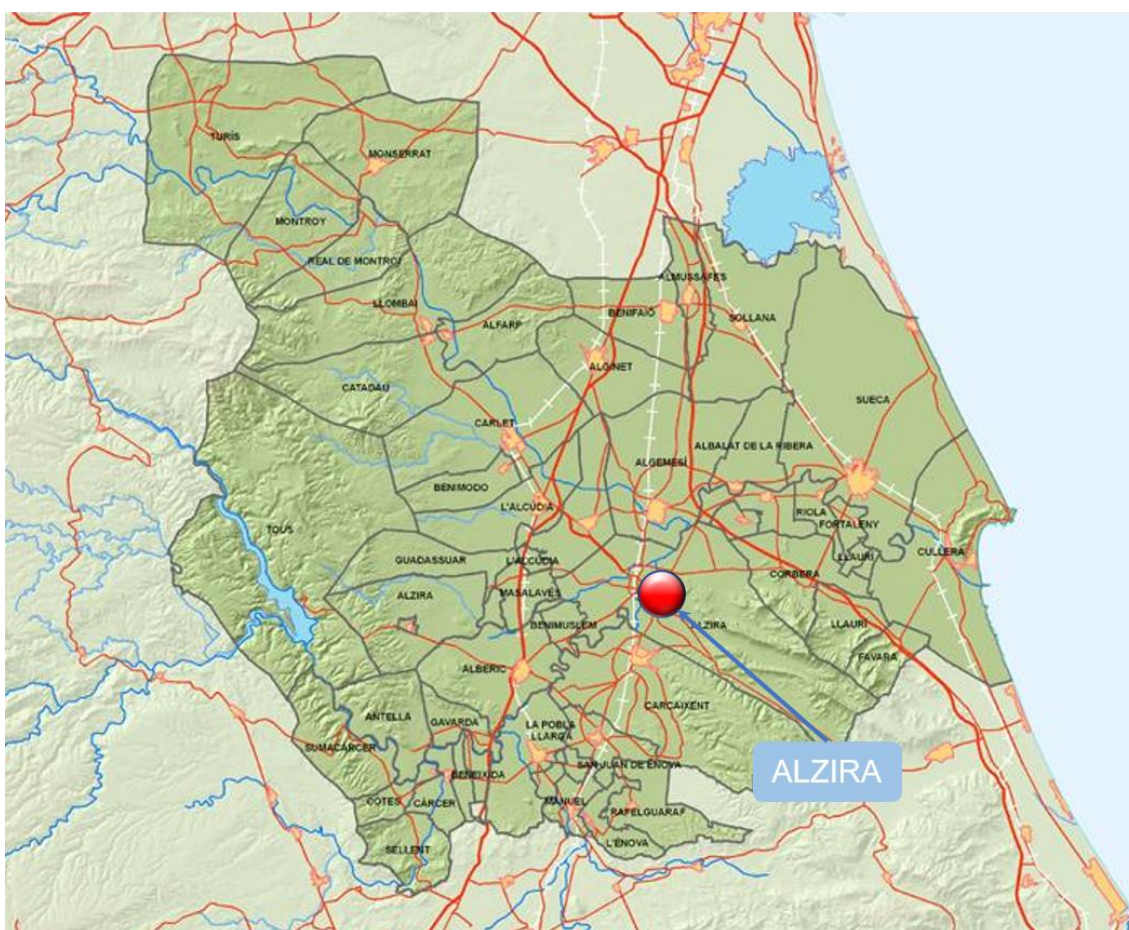 TURÍS
MONSERRAT
MONTROY
REAL DE MONTROI
ALMUSSAFES
LLOMBAI
BENIFAIÓ
SOLLANA
ALFARP
ALGINET
CATADAU
SUECA
CARLET
ALBALAT DE LA RIBERA
ALGEMESÍ
BENIMODO
L'ALCÚDIA
RIOLA
FORTALENY
TOUS
CULLERA
GUADASSUAR
L'ALCÚDIA
LLAURÍ
CORBERA
ALZIRA
MASALAVÉS
BENIMUSLEM
ALZIRA
LLAURÍ
FAVARA
ALBERIC
CARCAIXENT
ANTELLA
GAVARDA
LA POBLA
LLARGA
SUMACÀRCER
SAN JUAN DE ÉNOVA
ALZIRA
BENEIXIDA
COTES
CÀRCER
MANUEL
RAFELGUARAF
L'ÉNOVA
SELLENT